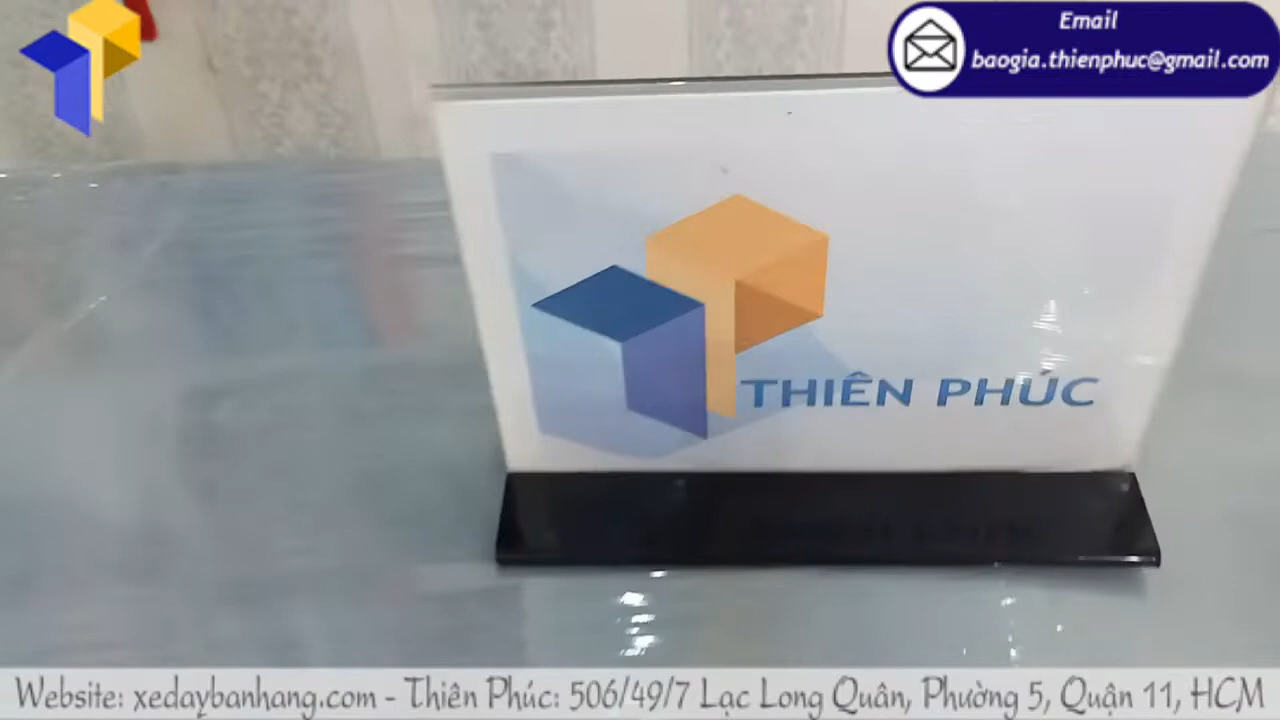 Email
baogia.thienphuc@gmail.com
THIÊN PHÚC
Website: xedaybanhang.com - Thiên Phúc: 506/49/7 Lạc Long Quân, Phường 5, Quận 11, HCM